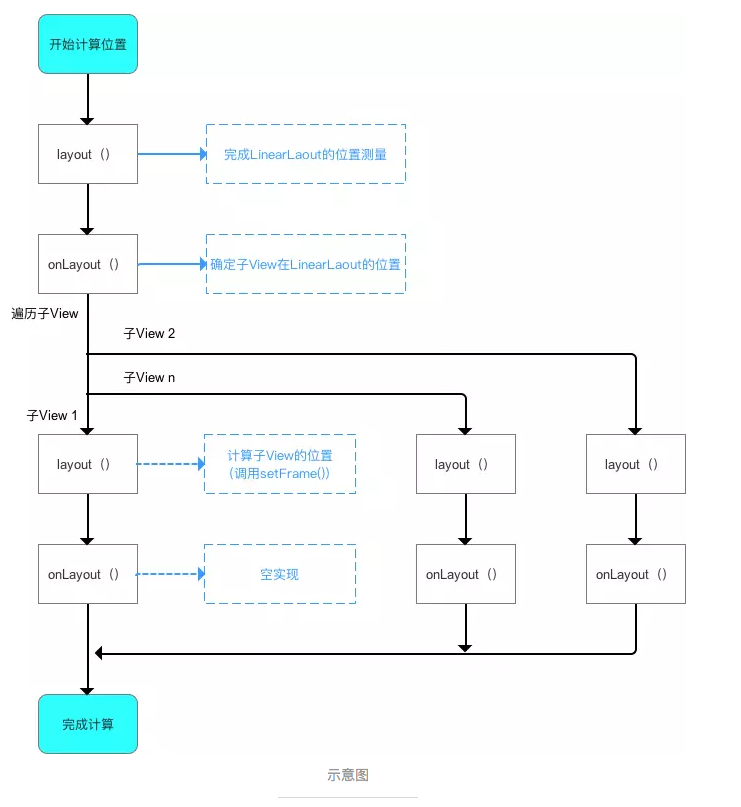 开始计算位置
layout（）
完成LinearLaout的位置测量
onLayout（）
确定子View在LinearLaout的位置
遍历子View
子View 2
子View n
子View 1
layout（）
计算子View的位置
（调用setFrame()）
layout（）
layout（）
onLayout（）
空实现
onLayout（）
onLayout（）
完成计算
示意图